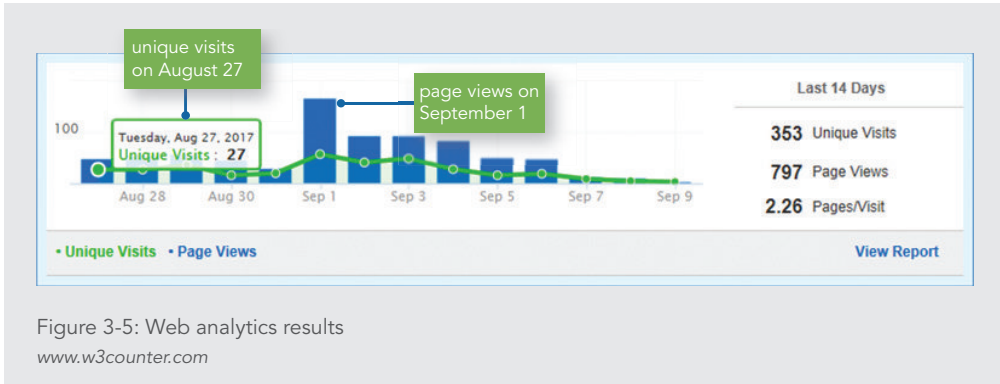 unique visits
on August 27
page views on
September 1
100
Tuesday, Aug 27, 2017
Unique Visits : 27
Aug 28 Aug 30 Sep 1 Sep 3 Sep 5 Sep 7 Sep 9
Last 14 Days
353 Unique Visits
797 Page Views
2.26 Pages/Visit
• Unique Visits • Page Views
View Report
Figure 3-5: Web analytics results
www.w3counter.com